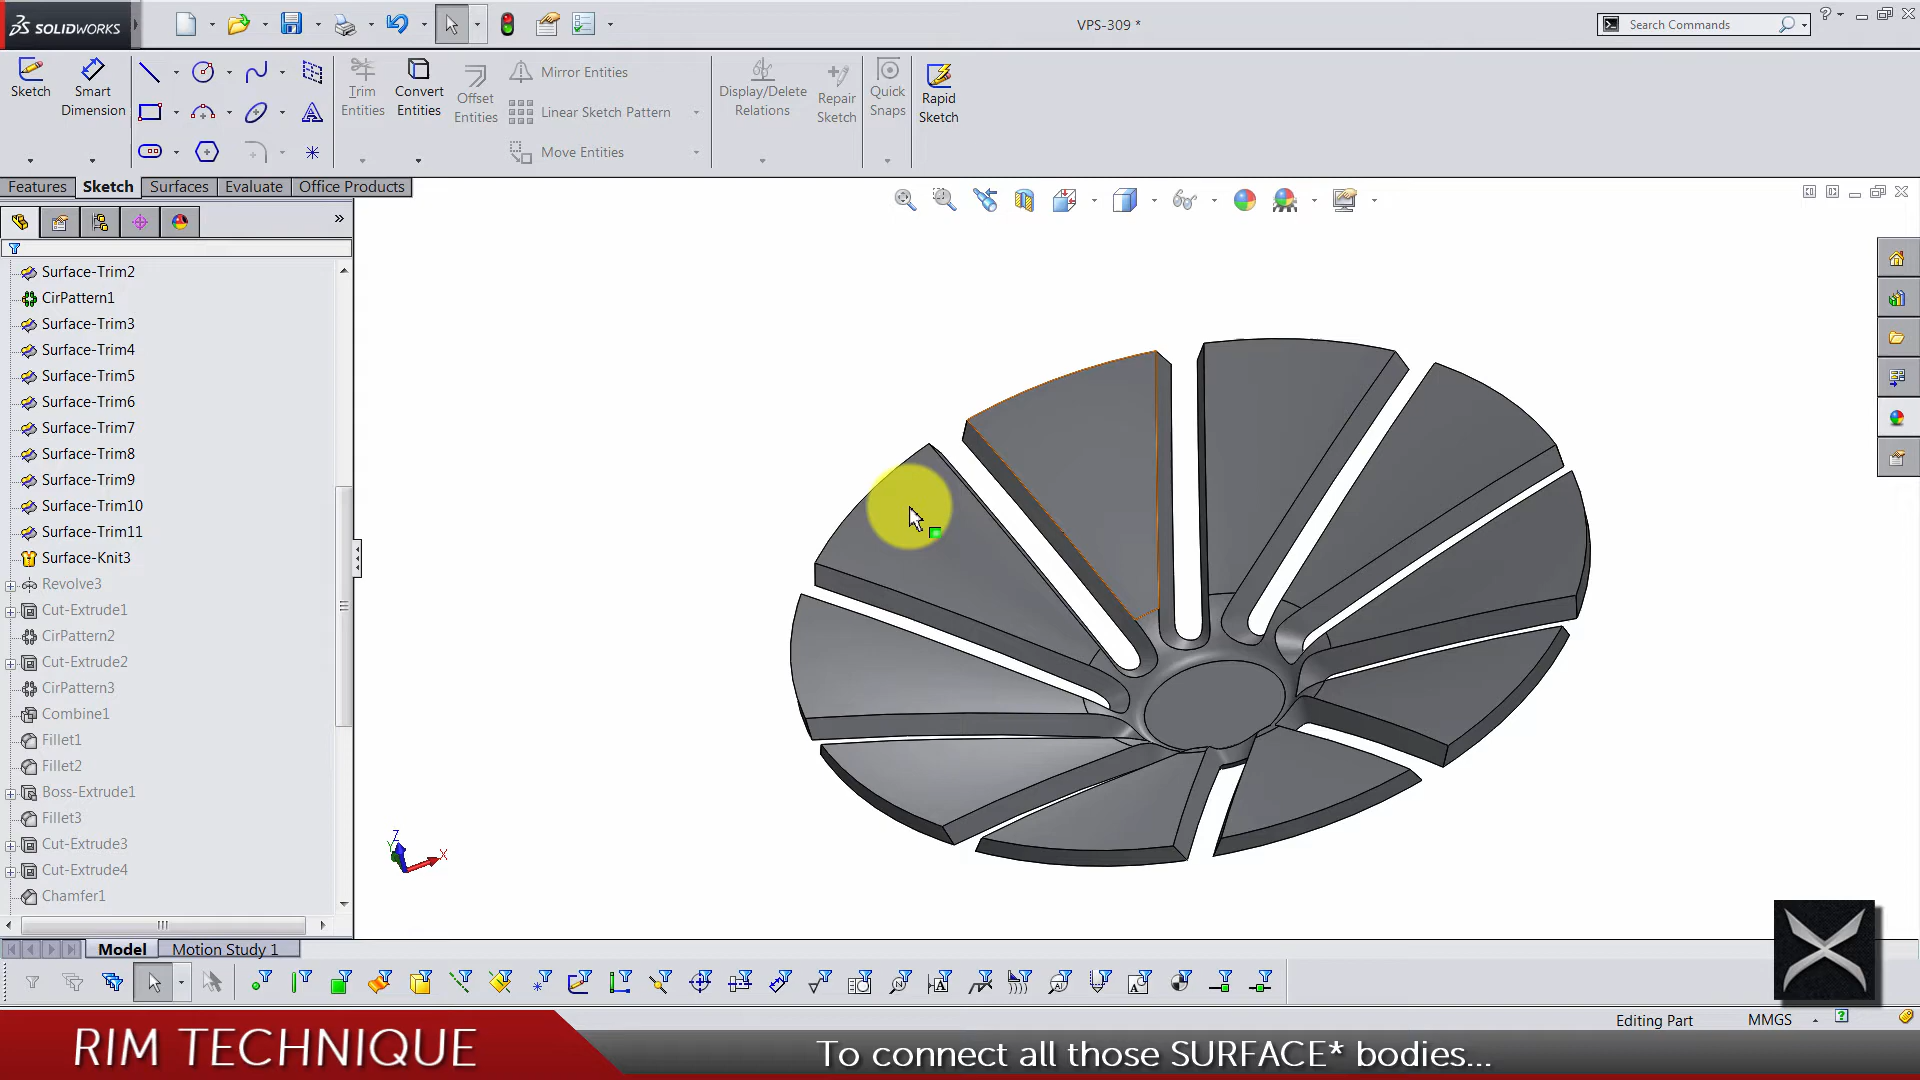 SOLIDWORKS
VPS-309 *
Search Commands
Sketch
Smart
Dimension
Trim
Entities
Convert
Entities
Offset
Entities
Mirror Entities
Linear Sketch Pattern
Move Entities
Display/Delete
Relations
Repair
Sketch
Quick
Snaps
Rapid
Sketch
Features
Sketch
Surfaces
Evaluate
Office Products
Surface-Trim2
CirPattern1
Surface-Trim3
Surface-Trim4
Surface-Trim5
Surface-Trim6
Surface-Trim7
Surface-Trim8
Surface-Trim9
Surface-Trim10
Surface-Trim11
Surface-Knit3
Revolve3
Cut-Extrude1
CirPattern2
Cut-Extrude2
CirPattern3
Combine1
Fillet1
Fillet2
Boss-Extrude1
Fillet3
Cut-Extrude3
Cut-Extrude4
Chamfer1
Z
Y
X
Model
Motion Study 1
Editing Part
MMGS
RIM TECHNIQUE
To connect all those SURFACE* bodies...